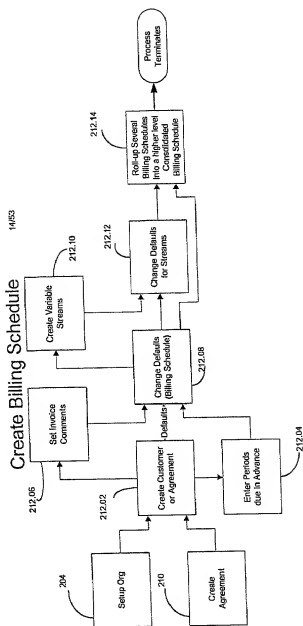 14/53
Create Billing Schedule
204
Setup Org
210
Create
Agreement
212.06
Set Invoice
Comments
212.02
Create Customer
or Agreement
Enter Periods
due in Advance
212.04
-Defaults-
212.10
Create Variable
Streams
Change Defaults
(Billing Schedule)
212.08
212.12
Change Defaults
for Streams
212.14
Roll-up Several
Billing Schedules
Into a higher level
Consolidated
Billing Schedule
Process
Terminates